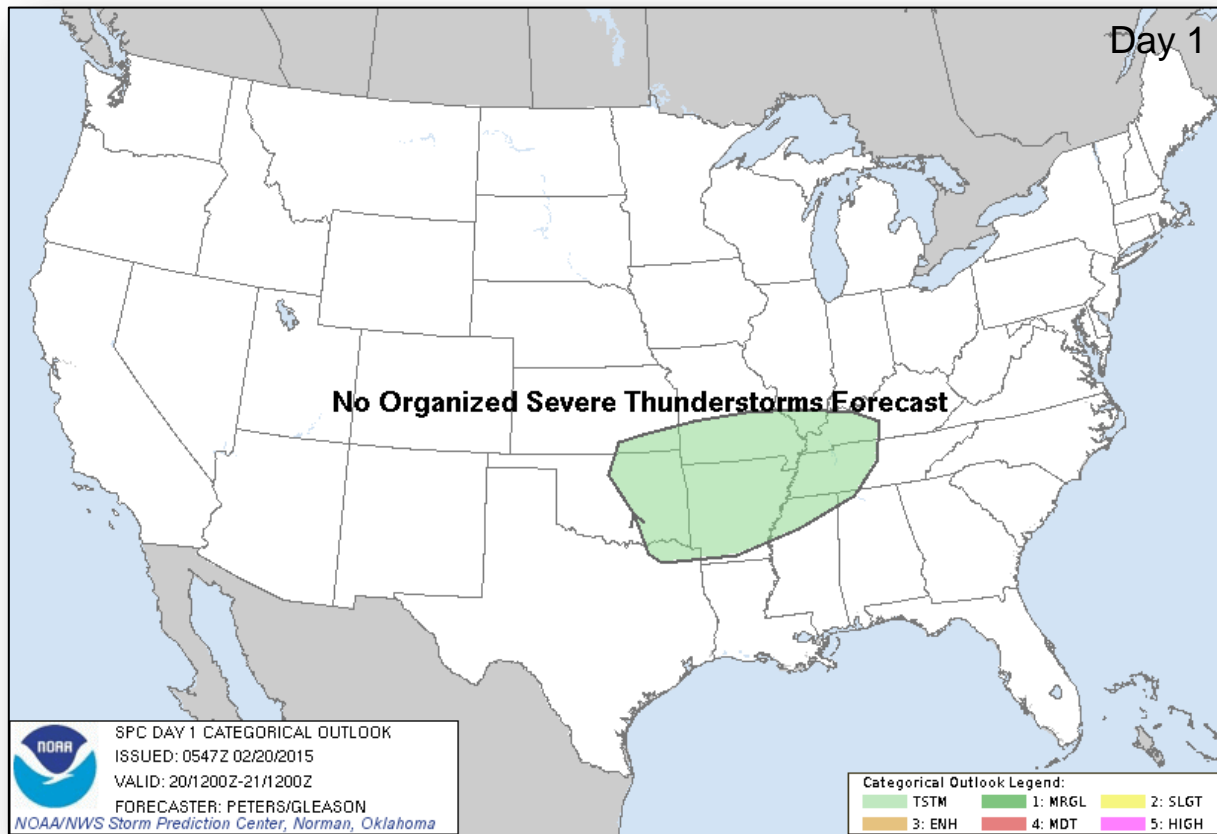 Day 1
No Organized Severe Thunderstorms Forecast
NOAA
SPC DAY 1 CATEGORICAL OUTLOOK
ISSUED: 0547Z 02/20/2015
VALID: 20/1200Z-21/1200Z
FORECASTER: PETERS/GLEASON
NOAA/NWS Storm Prediction Center, Norman, Oklahoma
Categorical Outlook Legend:
TSTM 1: MRGL 2: SLGT
3: ENH 4: MDT 5: HIGH